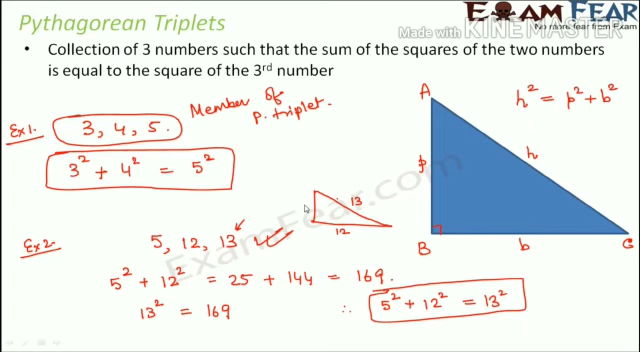 Pythagorean Triplets
EXAMFEAR
No more fear from Exam
Made with KINEMASTER
• Collection of 3 numbers such that the sum of the squares of the two numbers
is equal to the square of the 3rd number
Ex1.
3, 4, 5.
Member of
p. triplet.
3² + 4² = 5²
h² = p² + b²
A
p
h
B
b
C
13
12
Ex2.
5, 12, 13
5² + 12² = 25 + 144 = 169.
13² = 169
∴ 5² + 12² = 13²
ExamFear.com